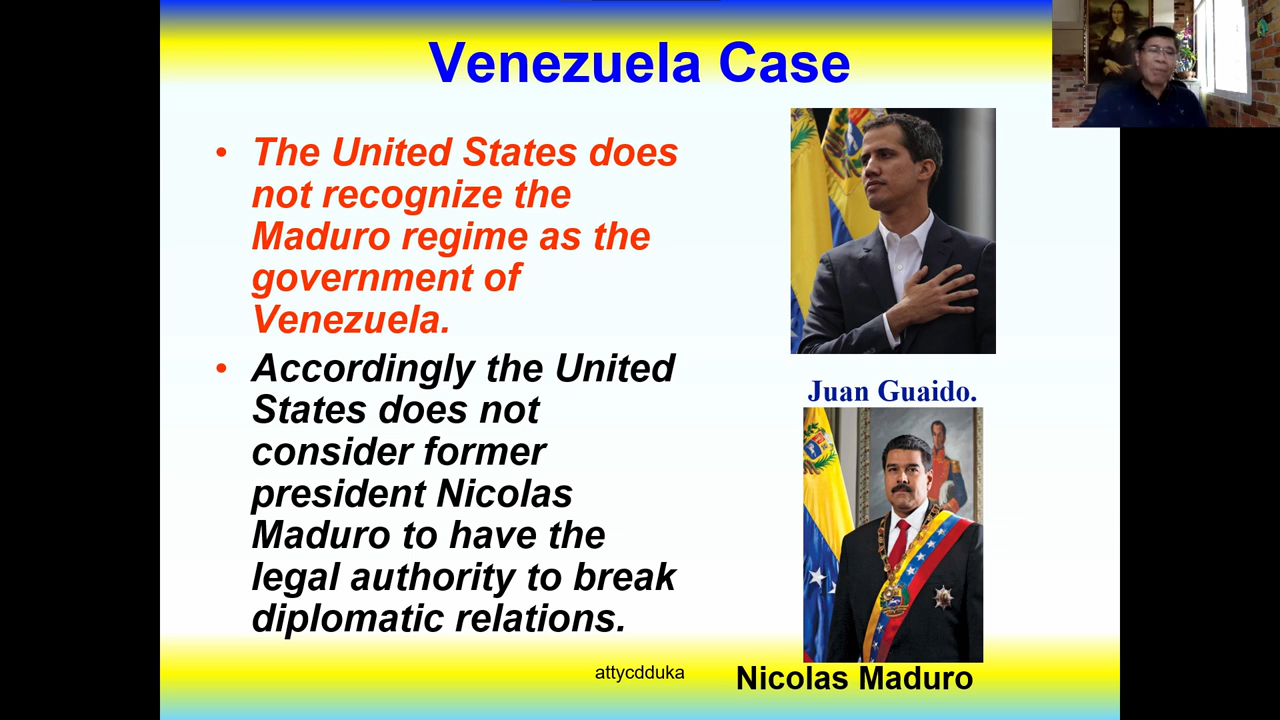 Venezuela Case
• The United States does
not recognize the
Maduro regime as the
government of
Venezuela.
• Accordingly the United
States does not
consider former
president Nicolas
Maduro to have the
legal authority to break
diplomatic relations.
Juan Guaido.
attycdduka
Nicolas Maduro